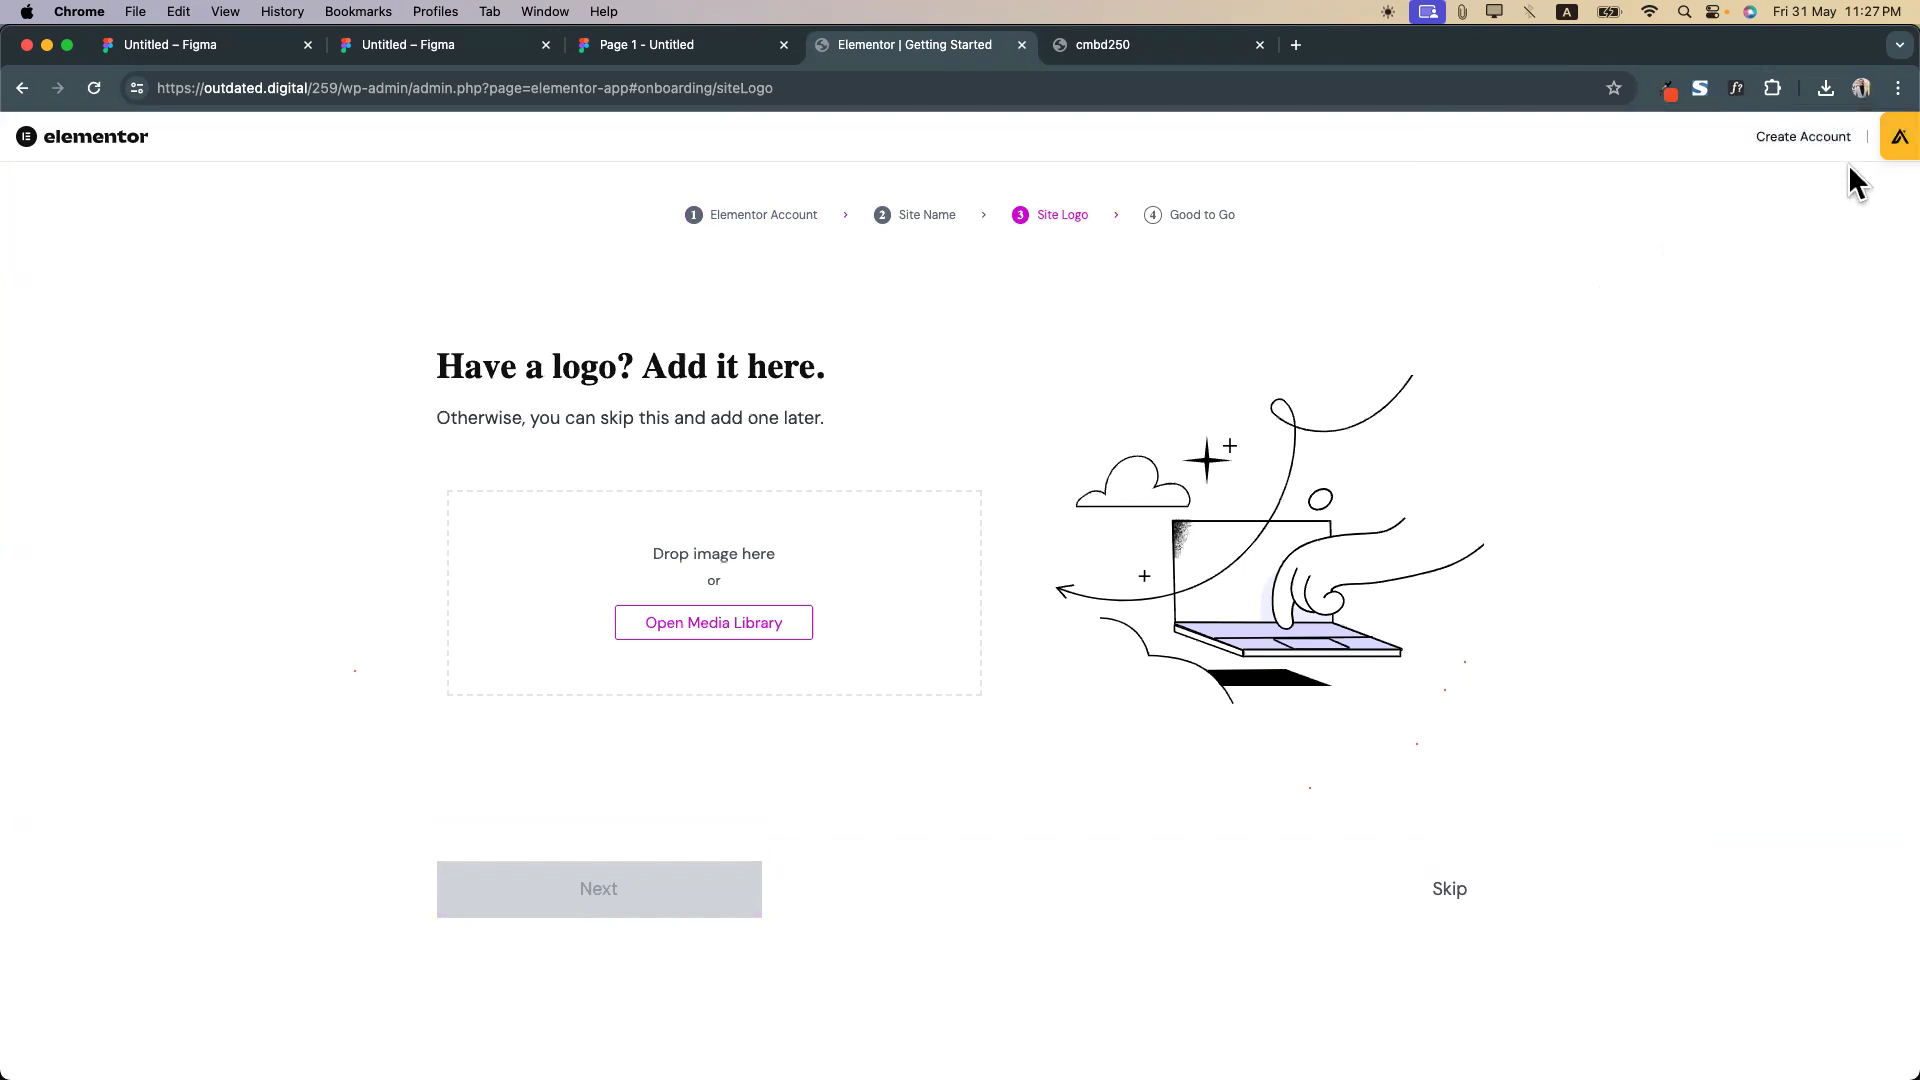 Chrome File Edit View History Bookmarks Profiles Tab Window Help
A Fri 31 May 11:27 PM
Untitled – Figma
Untitled – Figma
Page 1 - Untitled
Elementor | Getting Started
cmbd250
https://outdated.digital/259/wp-admin/admin.php?page=elementor-app#onboarding/siteLogo
S f?
elementor
Create Account
1 Elementor Account
2 Site Name
3 Site Logo
4 Good to Go
Have a logo? Add it here.
Otherwise, you can skip this and add one later.
Drop image here
or
Open Media Library
Next
Skip